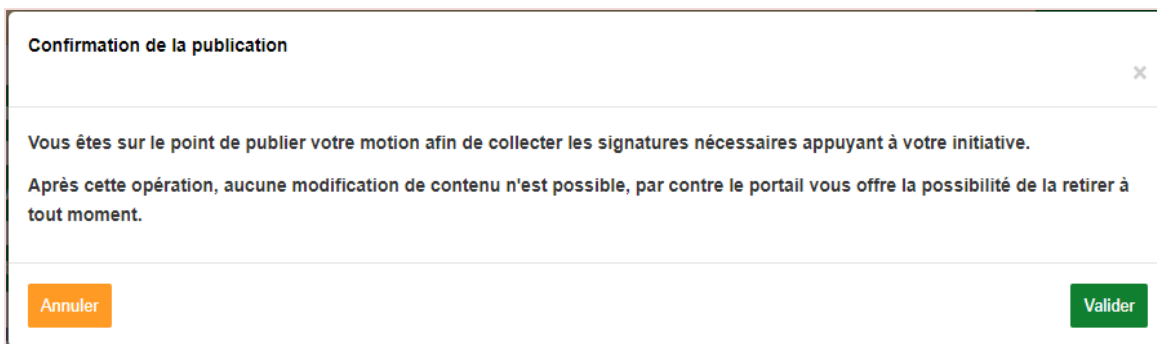 Confirmation de la publication
×
Vous êtes sur le point de publier votre motion afin de collecter les signatures nécessaires appuyant à votre initiative.
Après cette opération, aucune modification de contenu n'est possible, par contre le portail vous offre la possibilité de la retirer à
tout moment.
Annuler
Valider